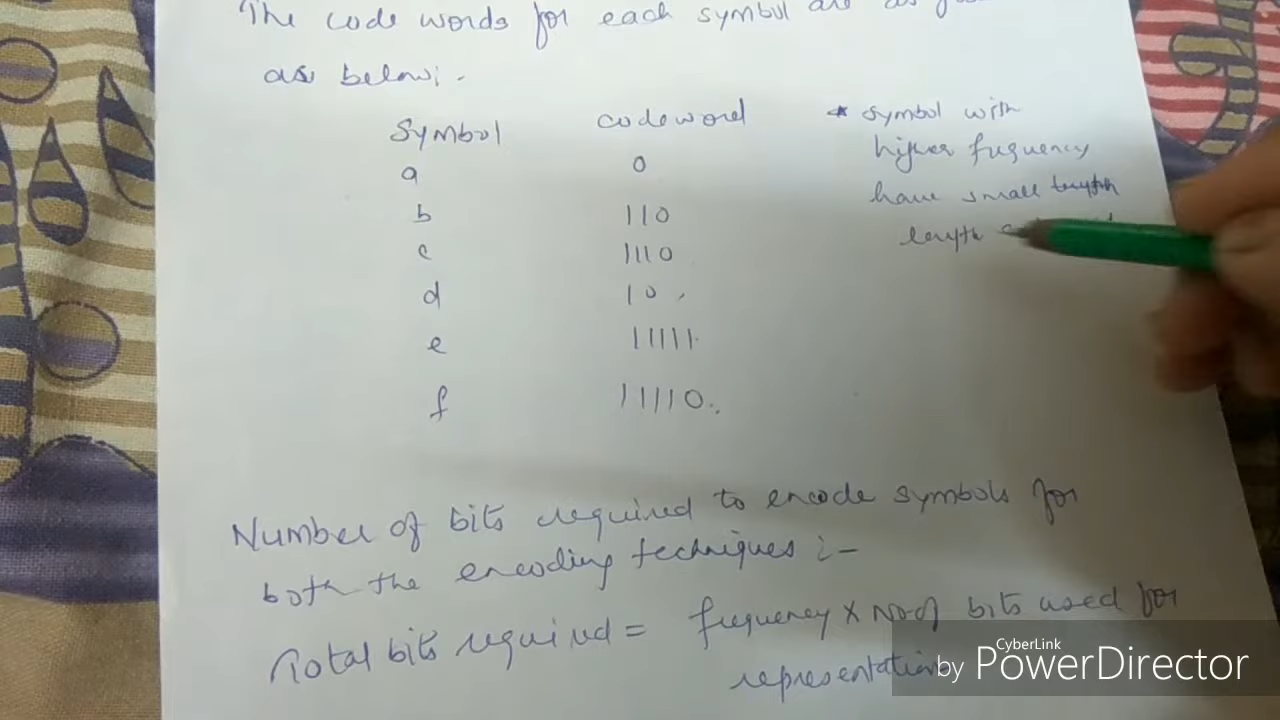 The code words for each symbol are as
as below:-
Symbol codeword
a 0
b 110
c 1110
d 10
e 11111
f 11110
* symbol with
higher frequency
have small length
length
Number of bits required to encode symbols for
both the encoding techniques :-
Total bits required = frequency x No of bits used for
representation
CyberLink
by PowerDirector